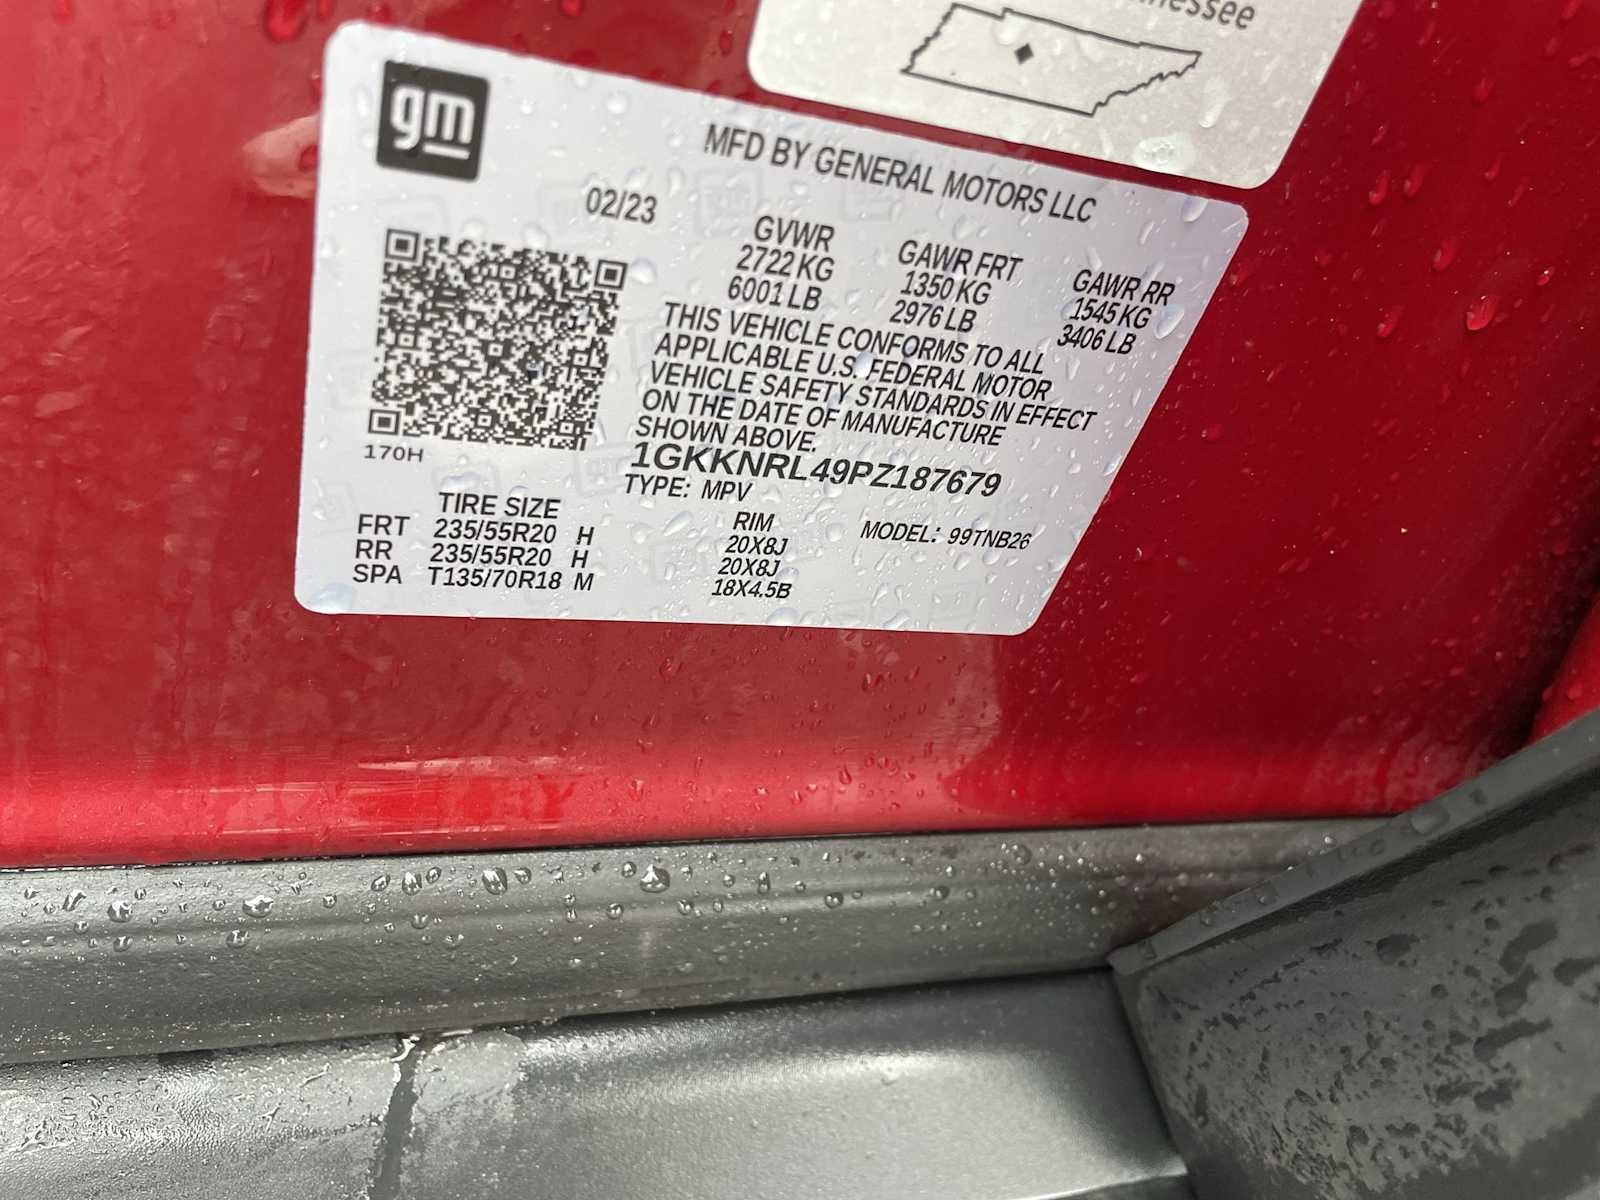 gm
MFD BY GENERAL MOTORS LLC
02/23
GVWR GAWR FRT GAWR RR
2722 KG 1350 KG 1545 KG
6001 LB 2976 LB 3406 LB
THIS VEHICLE CONFORMS TO ALL
APPLICABLE U.S. FEDERAL MOTOR
VEHICLE SAFETY STANDARDS IN EFFECT
ON THE DATE OF MANUFACTURE
SHOWN ABOVE.
170H
1GKKNRL49PZ187679
TYPE: MPV
MODEL: 99TNB26
TIRE SIZE RIM
FRT 235/55R20 H 20X8J
RR 235/55R20 H 20X8J
SPA T135/70R18 M 18X4.5B